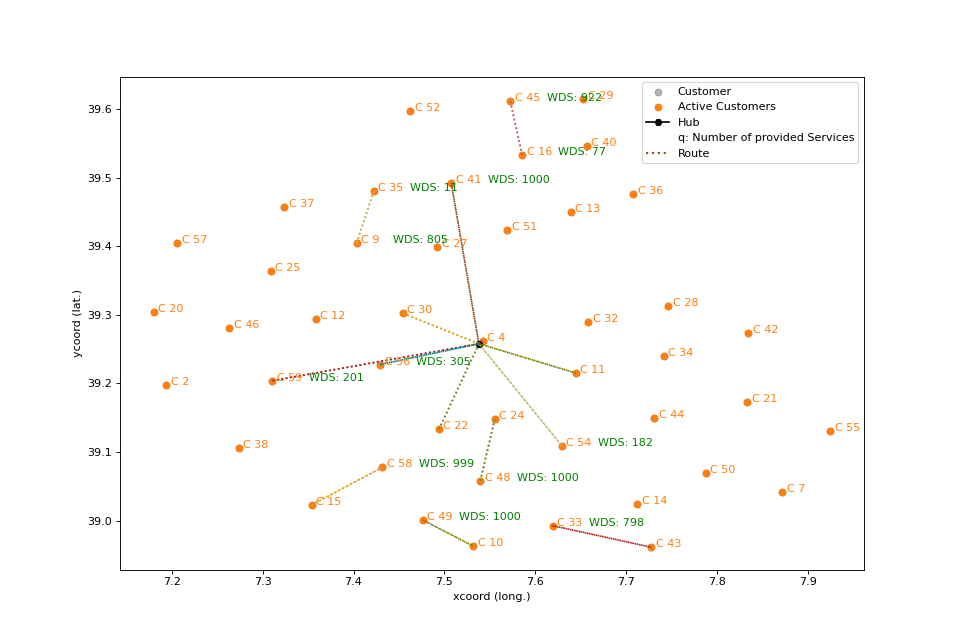 C 45 WDS: 922
C 29
C 52
C 40
C 16 WDS: 77
C 41 WDS: 1000
C 35 WDS: 11
C 36
C 37
C 13
C 51
C 57
C 9 WDS: 805
C 27
C 25
C 28
C 20
C 30
C 12
C 32
C 46
C 42
C 4
C 34
C 56 WDS: 305
C 11
C 59 WDS: 201
C 2
C 21
C 44
C 24
C 22
C 55
C 38
C 54 WDS: 182
C 58 WDS: 999
C 50
C 48 WDS: 1000
C 7
C 15
C 14
C 49 WDS: 1000
C 33 WDS: 798
C 10
C 43
Customer
Active Customers
Hub
q: Number of provided Services
Route
39.6
39.5
39.4
39.3
39.2
39.1
39.0
ycoord (lat.)
7.2 7.3 7.4 7.5 7.6 7.7 7.8 7.9
xcoord (long.)